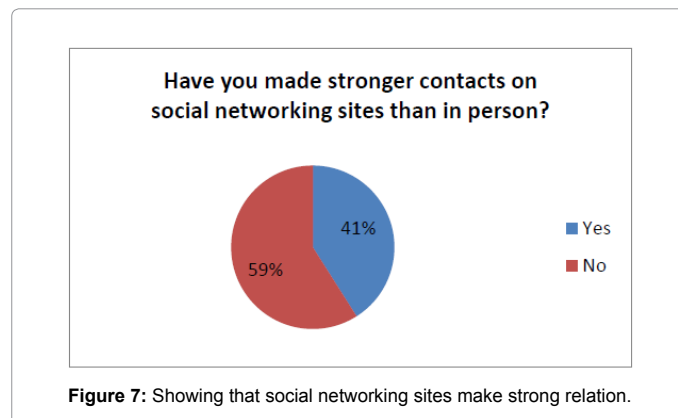 Have you made stronger contacts on
social networking sites than in person?
41%
59%
Yes
No
Figure 7: Showing that social networking sites make strong relation.